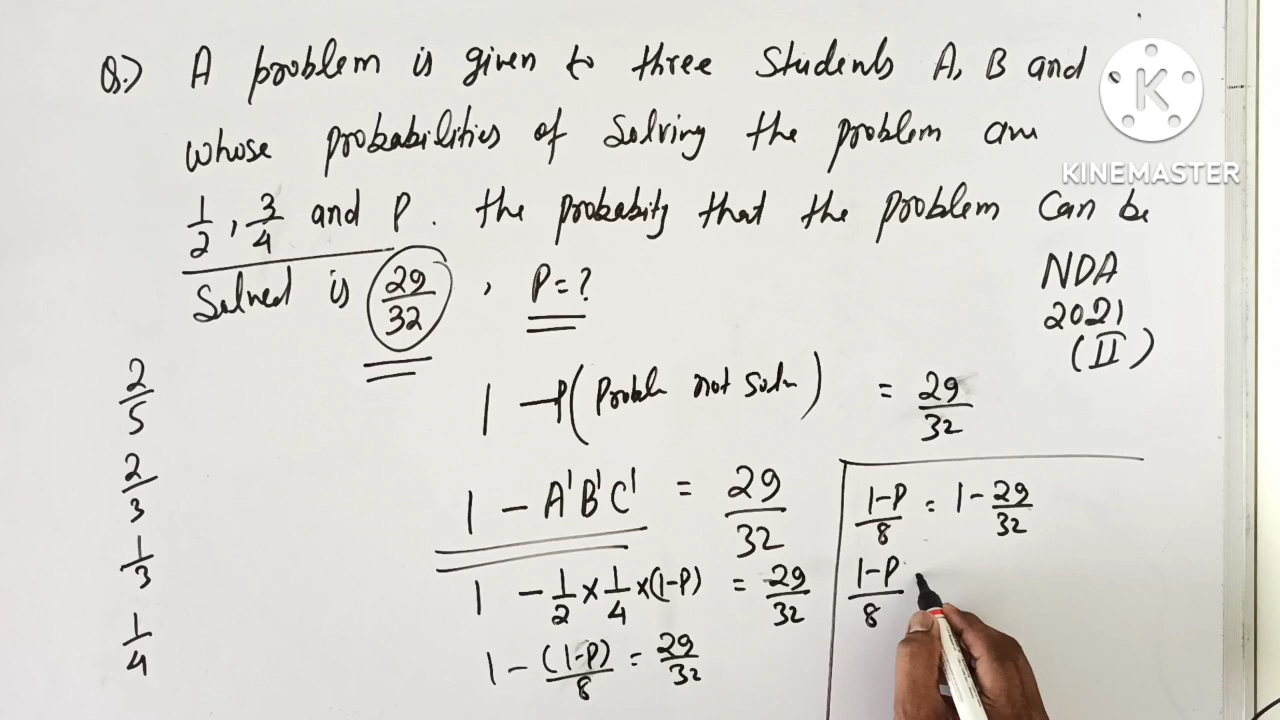 Q.) A problem is given to three students A, B and
whose probabilities of solving the problem are
1/2, 3/4 and P. the probabity that the problem can be
solved is 29/32, P=?
NDA
2021
(II)
2/5
2/3
1/3
1/4
1 - P(Problem not solv) = 29/32
1 - A'B'C' = 29/32
1 - 1/2 × 1/4 × (1-P) = 29/32
1 - (1-P)/8 = 29/32
1-P/8 = 1 - 29/32
1-P/8
K
KINEMASTER